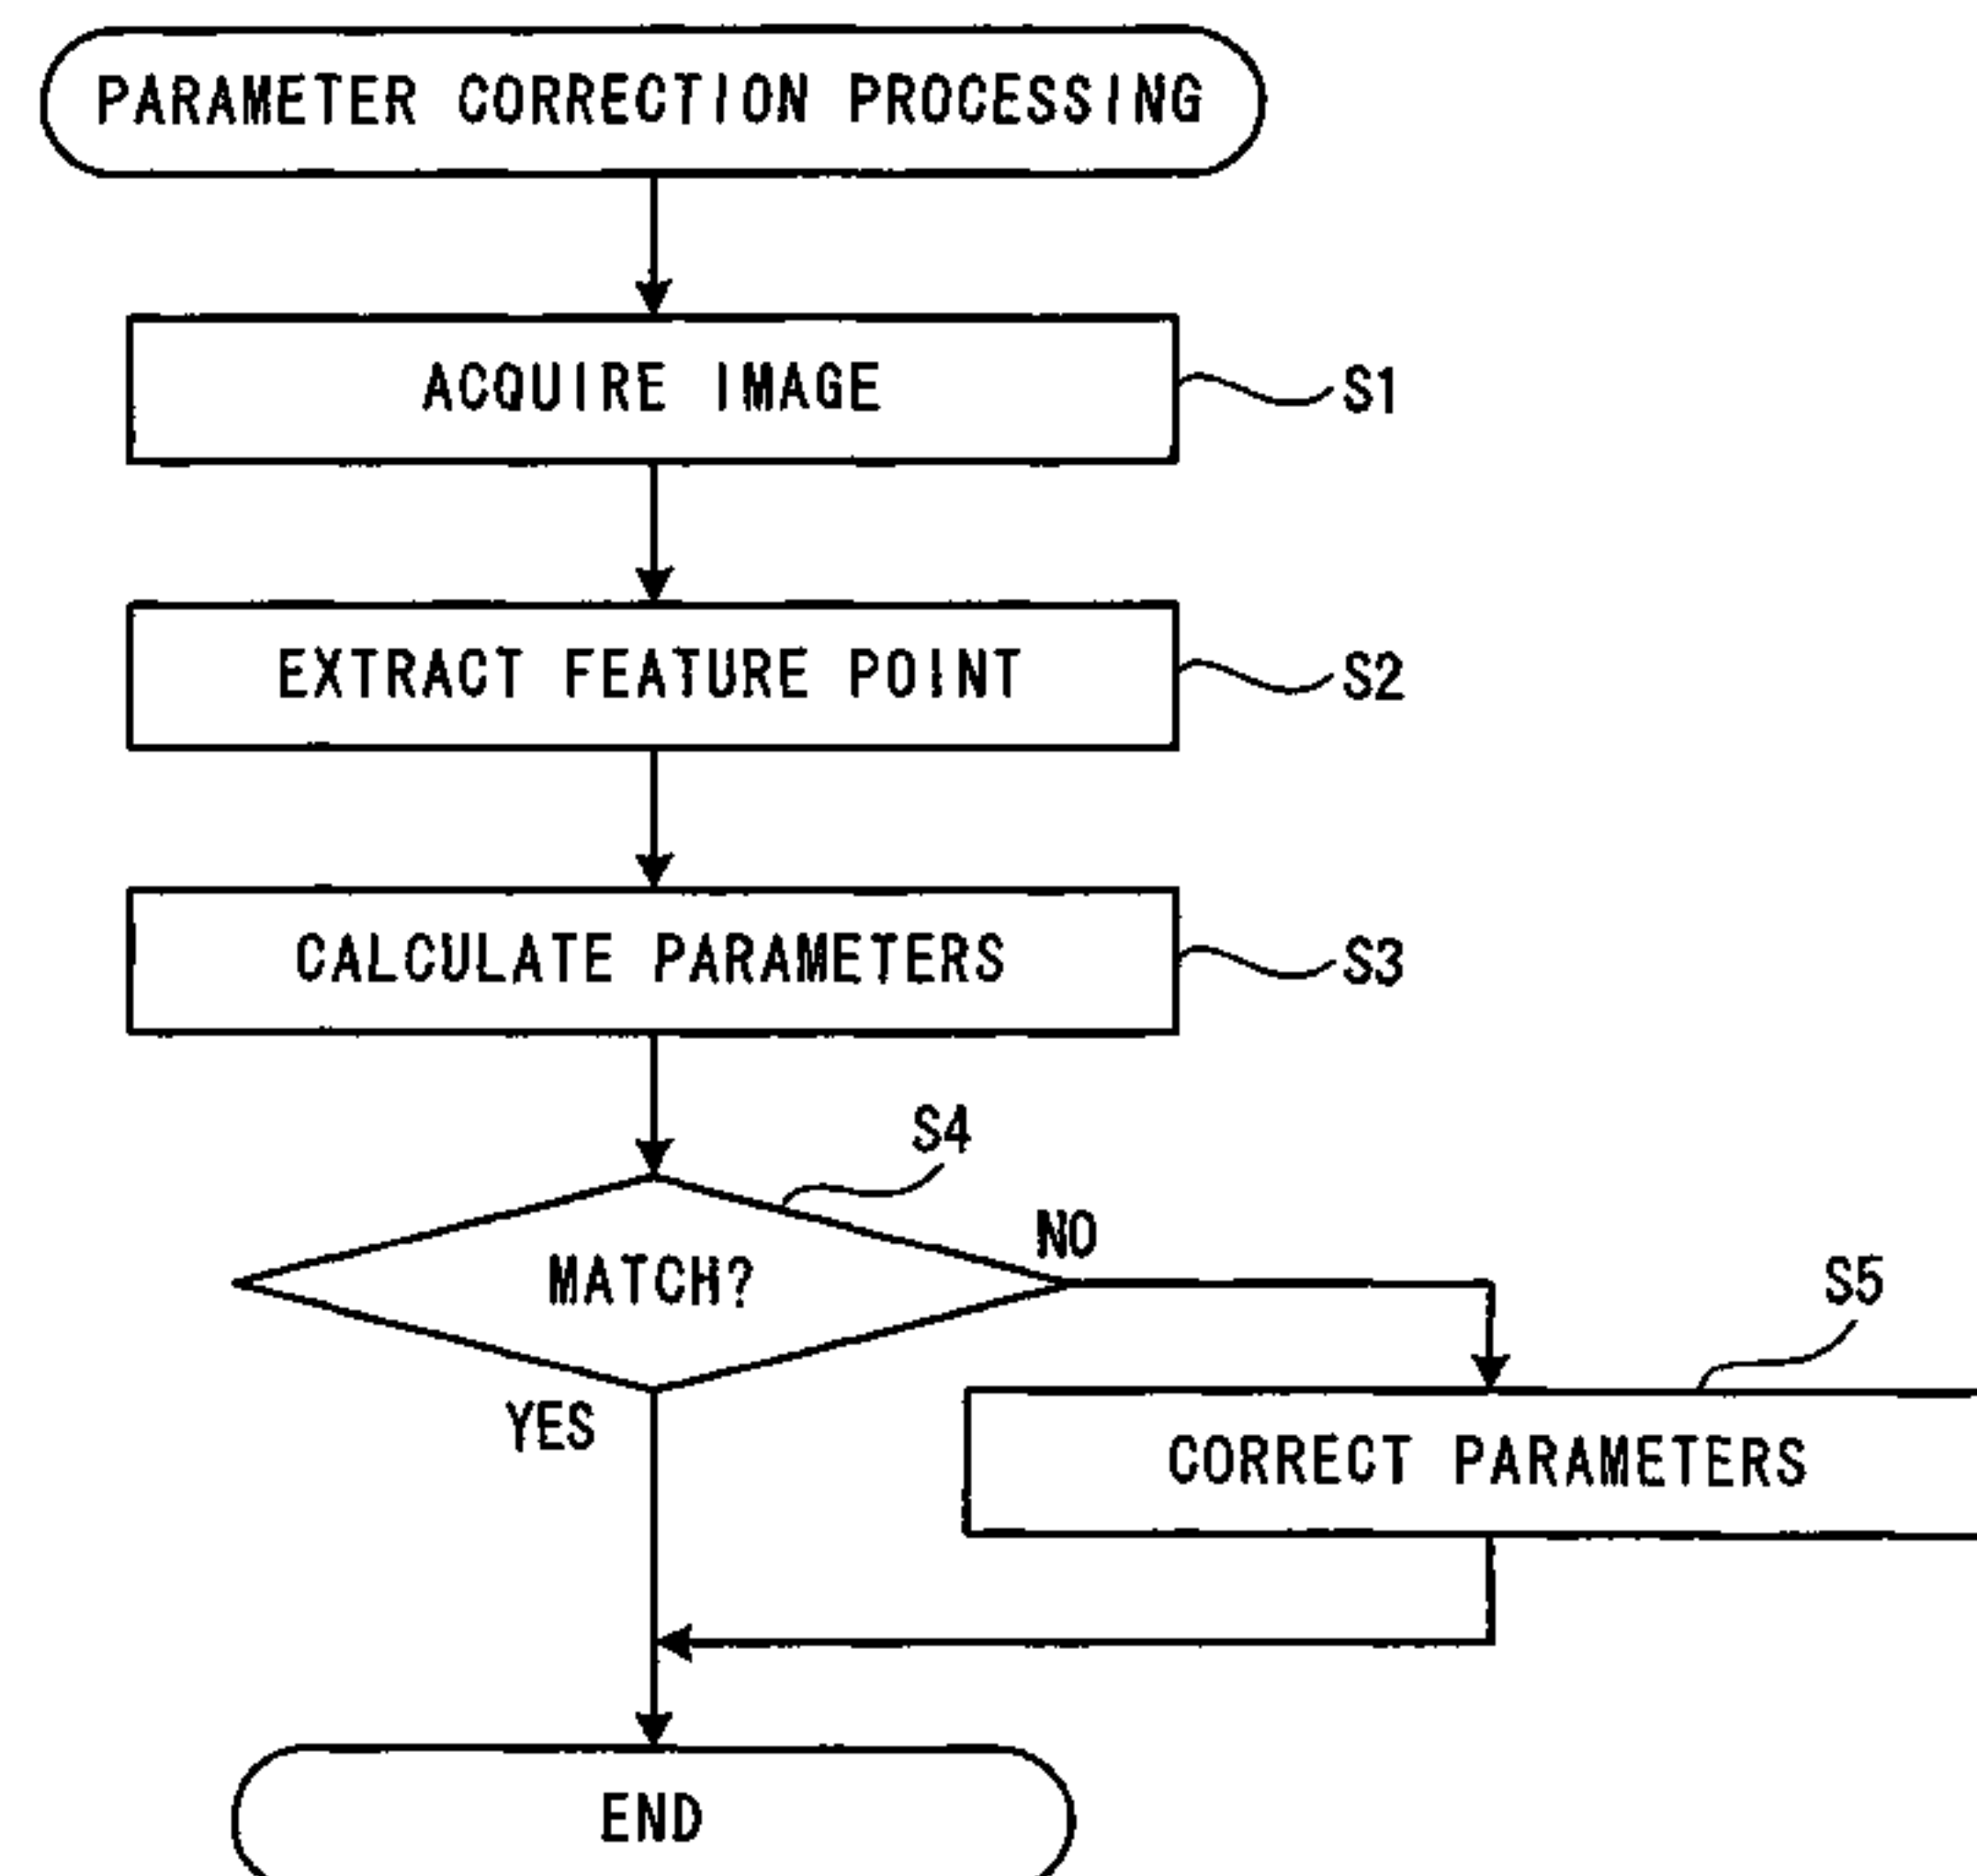 PARAMETER CORRECTION PROCESSING
ACQUIRE IMAGE
S1
EXTRACT FEATURE POINT
S2
CALCULATE PARAMETERS
S3
S4
MATCH?
NO
S5
YES
CORRECT PARAMETERS
END